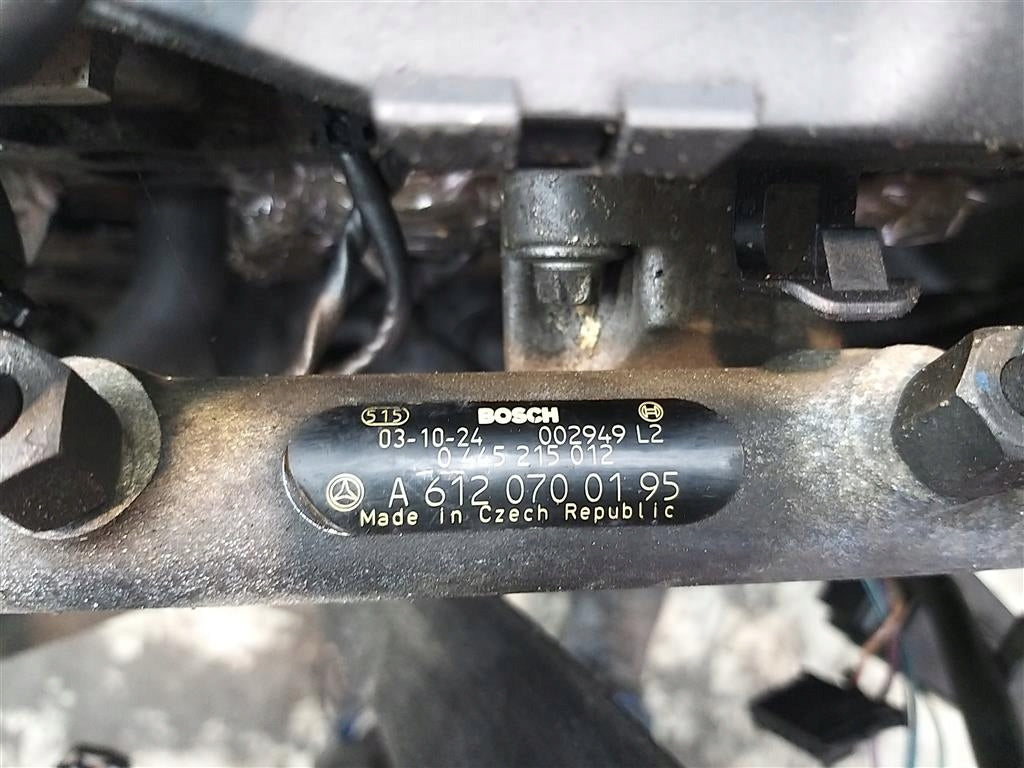 515 BOSCH
03-10-24 002949 L2
0 445 215 012
A 612 070 01 95
Made in Czech Republic